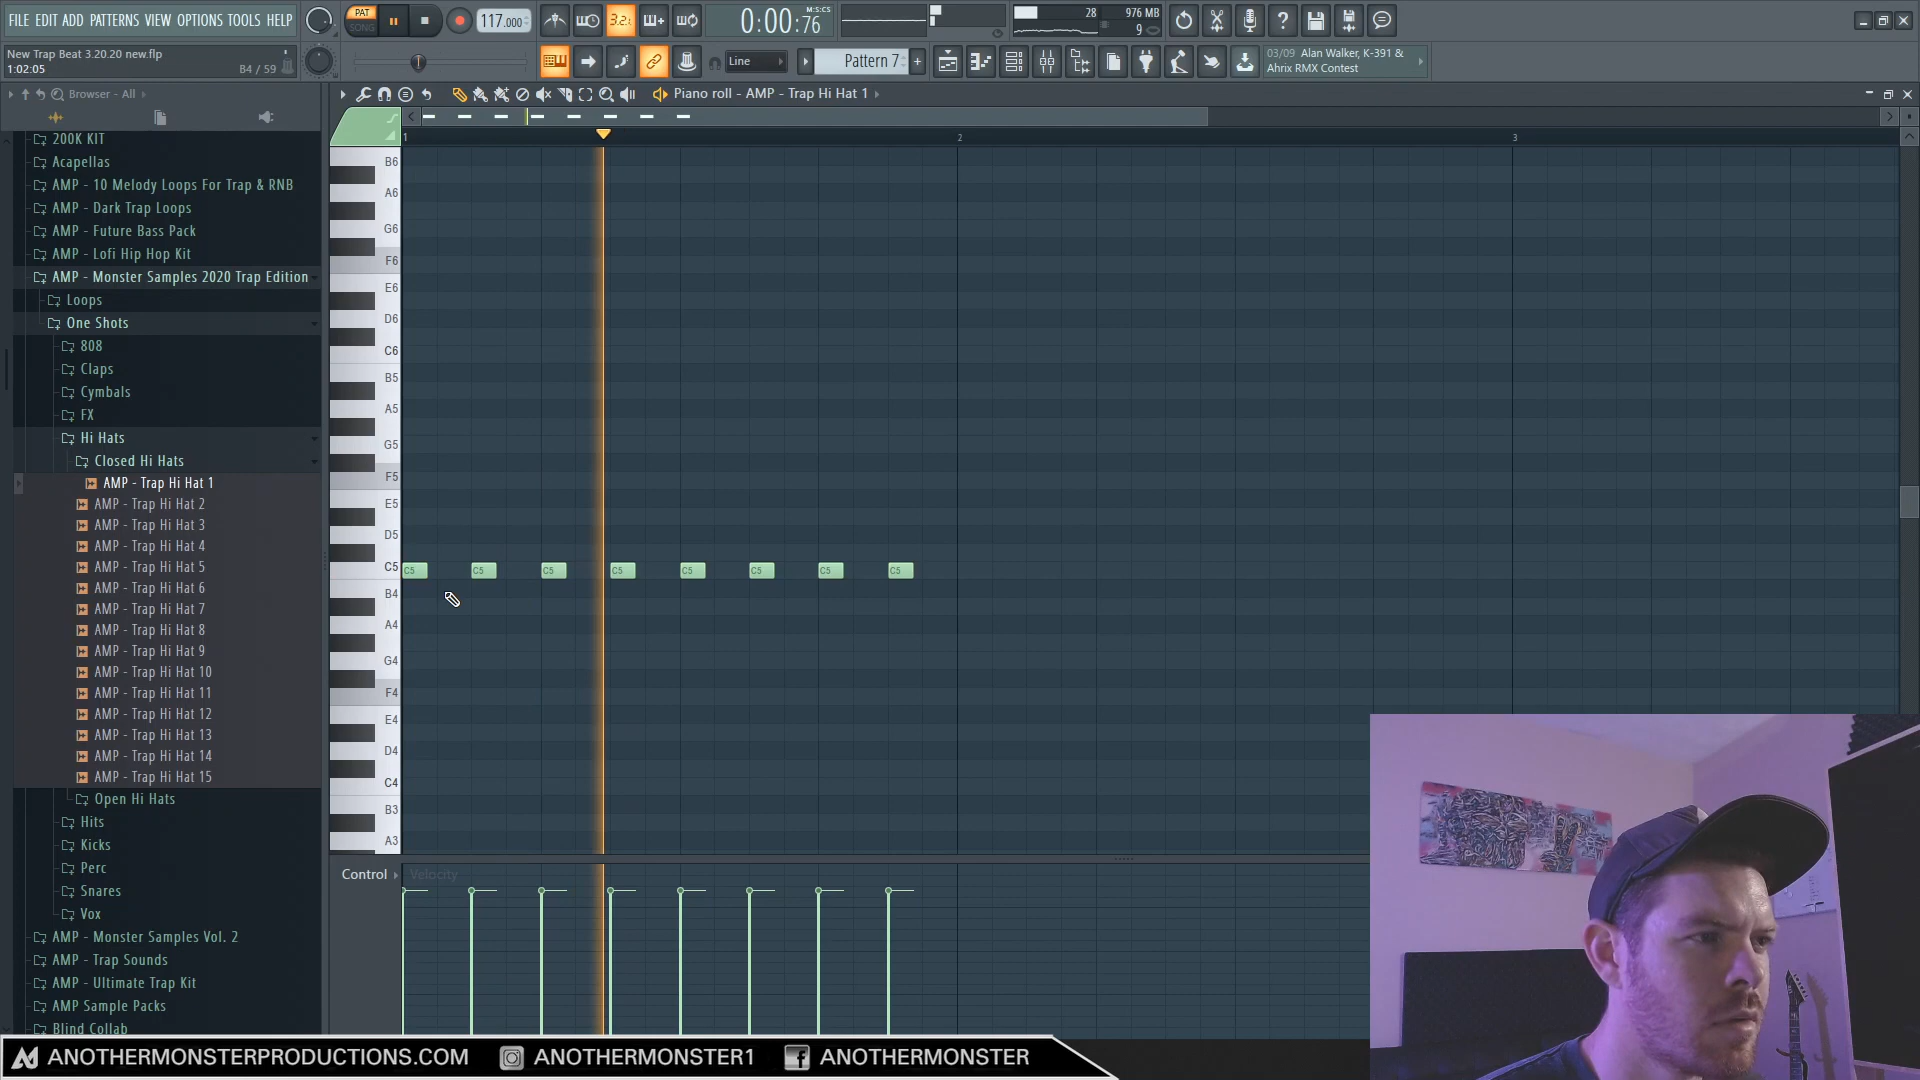 FILE EDIT ADD PATTERNS VIEW OPTIONS TOOLS HELP
PAT
SONG
117.000
3.2
0:00:76
M:S:CS
28
976 MB
9
New Trap Beat 3.20.20 new.flp
1:02:05
B4 / 59
Line
Pattern 7
03/09 Alan Walker, K-391 &
Ahrix RMX Contest
Browser - All
Piano roll - AMP - Trap Hi Hat 1
1
2
3
200K KIT
Acapellas
AMP - 10 Melody Loops For Trap & RNB
AMP - Dark Trap Loops
AMP - Future Bass Pack
AMP - Lofi Hip Hop Kit
AMP - Monster Samples 2020 Trap Edition
Loops
One Shots
808
Claps
Cymbals
FX
Hi Hats
Closed Hi Hats
AMP - Trap Hi Hat 1
AMP - Trap Hi Hat 2
AMP - Trap Hi Hat 3
AMP - Trap Hi Hat 4
AMP - Trap Hi Hat 5
AMP - Trap Hi Hat 6
AMP - Trap Hi Hat 7
AMP - Trap Hi Hat 8
AMP - Trap Hi Hat 9
AMP - Trap Hi Hat 10
AMP - Trap Hi Hat 11
AMP - Trap Hi Hat 12
AMP - Trap Hi Hat 13
AMP - Trap Hi Hat 14
AMP - Trap Hi Hat 15
Open Hi Hats
Hits
Kicks
Perc
Snares
Vox
AMP - Monster Samples Vol. 2
AMP - Trap Sounds
AMP - Ultimate Trap Kit
AMP Sample Packs
Blind Collab
B6
A6
G6
F6
E6
D6
C6
B5
A5
G5
F5
E5
D5
C5
B4
A4
G4
F4
E4
D4
C4
B3
A3
C5 C5 C5 C5 C5 C5 C5 C5
Control
Velocity
ANOTHERMONSTERPRODUCTIONS.COM ANOTHERMONSTER1 ANOTHERMONSTER